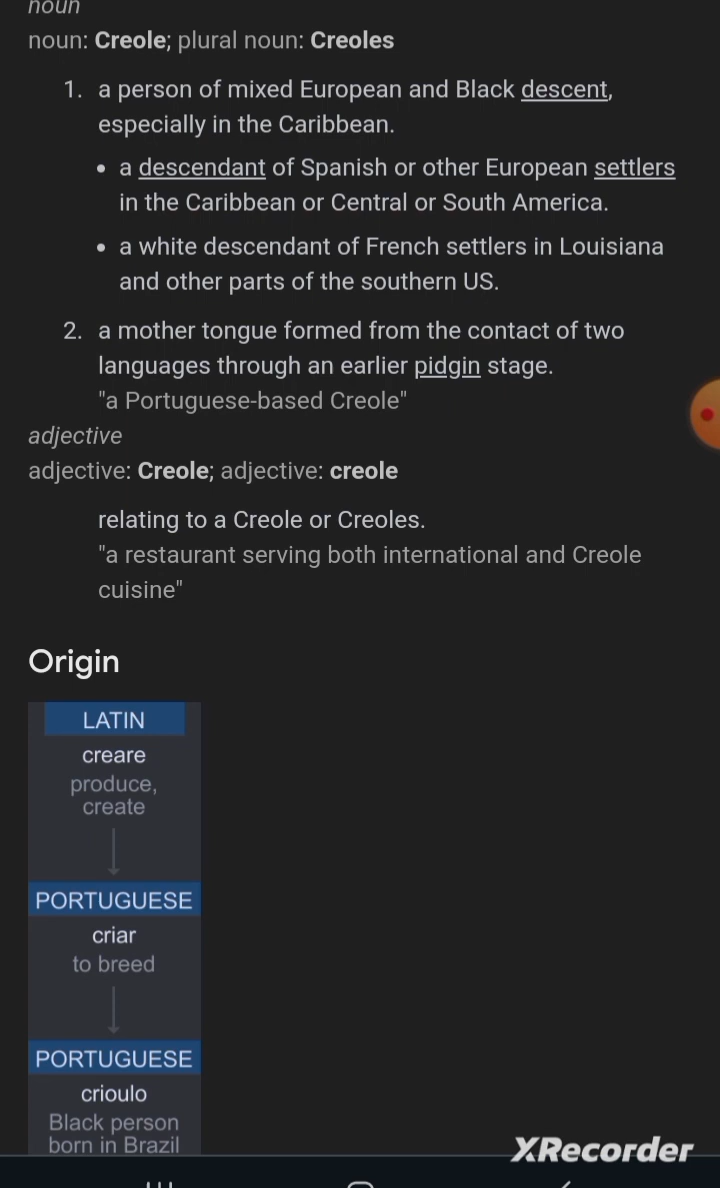 noun
noun: Creole; plural noun: Creoles
1. a person of mixed European and Black descent,
especially in the Caribbean.
• a descendant of Spanish or other European settlers
in the Caribbean or Central or South America.
• a white descendant of French settlers in Louisiana
and other parts of the southern US.
2. a mother tongue formed from the contact of two
languages through an earlier pidgin stage.
"a Portuguese-based Creole"
adjective
adjective: Creole; adjective: creole
relating to a Creole or Creoles.
"a restaurant serving both international and Creole
cuisine"
Origin
LATIN
creare
produce,
create
PORTUGUESE
criar
to breed
PORTUGUESE
crioulo
Black person
born in Brazil
XRecorder